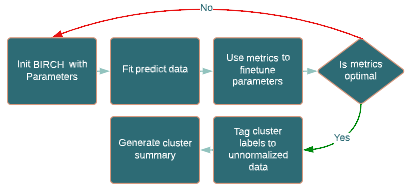 No
Init BIRCH with
Parameters
Fit predict data
Use metrics to
finetune
parameters
Is
metrics
optimal
Yes
Generate cluster
summary
Tag cluster
labels to
unnormalized
data